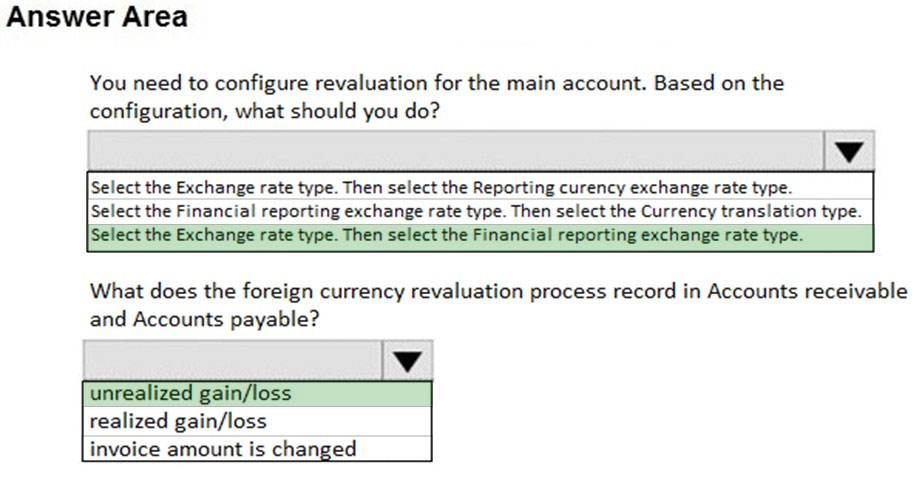 Answer Area
You need to configure revaluation for the main account. Based on the
configuration, what should you do?
Select the Exchange rate type. Then select the Reporting curency exchange rate type.
Select the Financial reporting exchange rate type. Then select the Currency translation type.
Select the Exchange rate type. Then select the Financial reporting exchange rate type.
What does the foreign currency revaluation process record in Accounts receivable
and Accounts payable?
unrealized gain/loss
realized gain/loss
invoice amount is changed